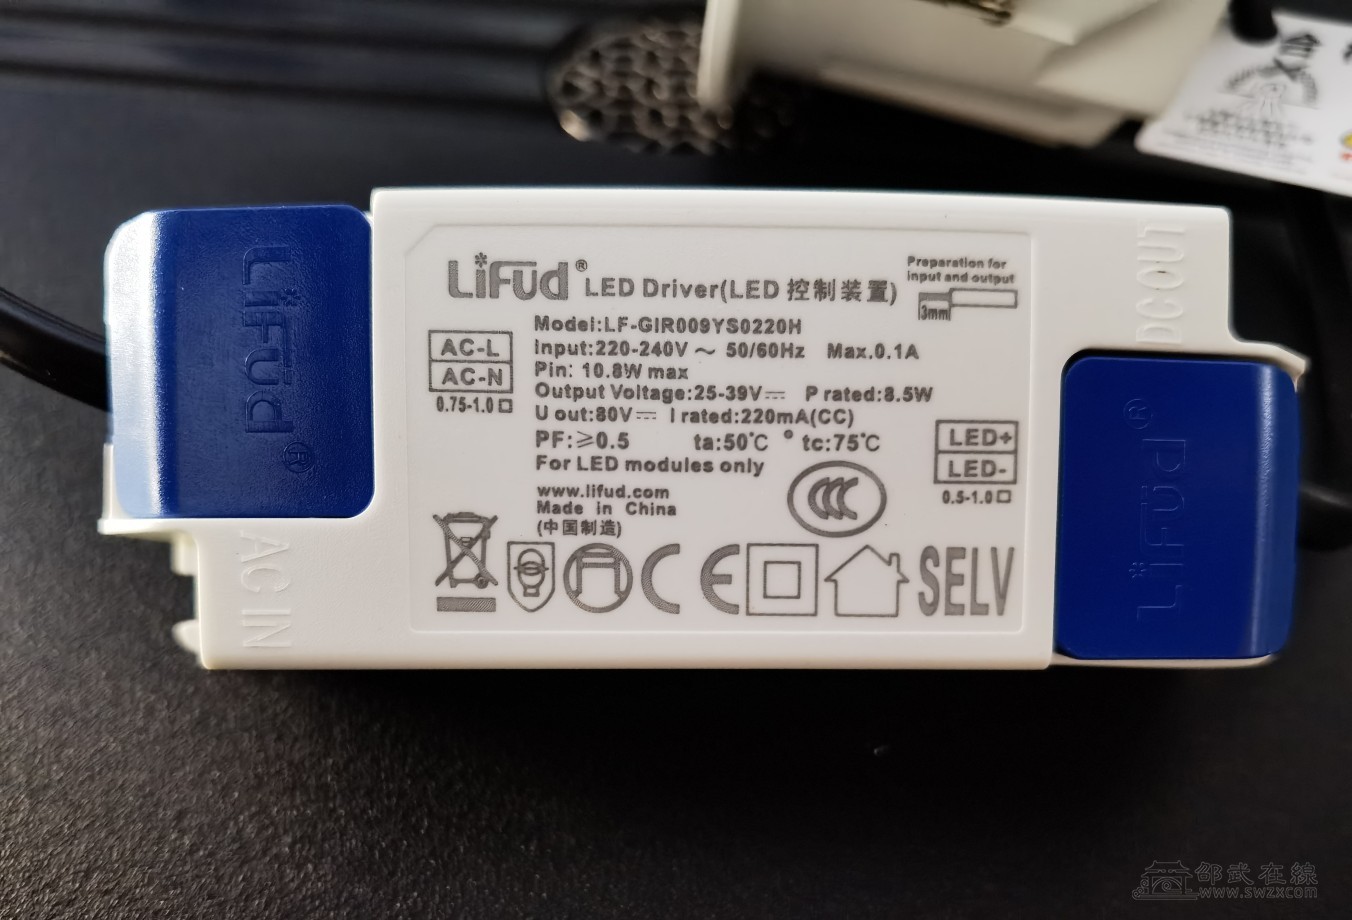 合
LiFud®
LiFud® LED Driver(LED 控制装置)
Preparation for
input and output
3mm
DC OUT
Model:LF-GIR009YS0220H
AC-L
AC-N
0.75-1.0□
Input:220-240V ~ 50/60Hz Max.0.1A
Pin: 10.8W max
Output Voltage:25-39V⎓ P rated:8.5W
U out:80V⎓ I rated:220mA(CC)
PF:≥0.5 ta:50℃ ° tc:75℃
For LED modules only
LED+
LED-
0.5-1.0□
www.lifud.com
Made in China
(中国制造)
CCC
CE
SELV
AC IN
LiFud®
邵武在線
www.swzx.com